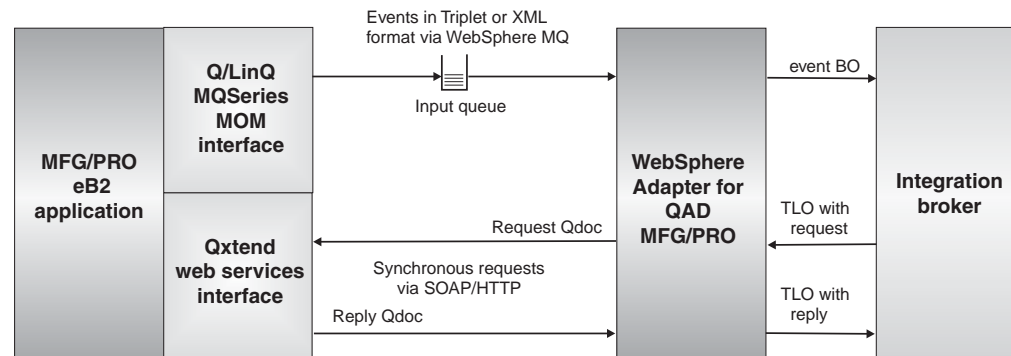 Events in Triplet or XML
format via WebSphere MQ
Input queue
Q/LinQ
MQSeries
MOM
interface
MFG/PRO
eB2
application
Qxtend
web services
interface
Request Qdoc
Synchronous requests
via SOAP/HTTP
Reply Qdoc
WebSphere
Adapter for
QAD
MFG/PRO
event BO
TLO with
request
TLO with
reply
Integration
broker